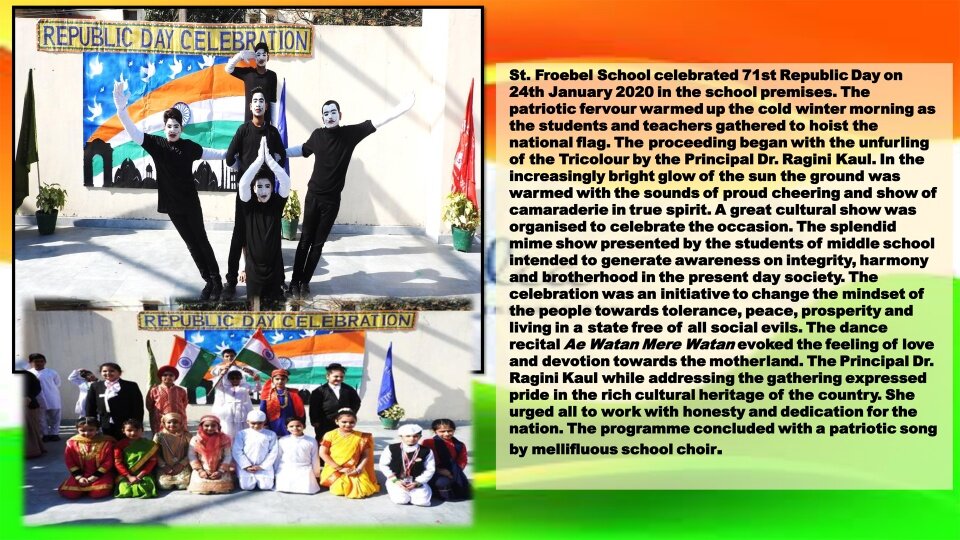 REPUBLIC DAY CELEBRATION
REPUBLIC DAY CELEBRATION
St. Froebel School celebrated 71st Republic Day on
24th January 2020 in the school premises. The
patriotic fervour warmed up the cold winter morning as
the students and teachers gathered to hoist the
national flag. The proceeding began with the unfurling
of the Tricolour by the Principal Dr. Ragini Kaul. In the
increasingly bright glow of the sun the ground was
warmed with the sounds of proud cheering and show of
camaraderie in true spirit. A great cultural show was
organised to celebrate the occasion. The splendid
mime show presented by the students of middle school
intended to generate awareness on integrity, harmony
and brotherhood in the present day society. The
celebration was an initiative to change the mindset of
the people towards tolerance, peace, prosperity and
living in a state free of all social evils. The dance
recital Ae Watan Mere Watan evoked the feeling of love
and devotion towards the motherland. The Principal Dr.
Ragini Kaul while addressing the gathering expressed
pride in the rich cultural heritage of the country. She
urged all to work with honesty and dedication for the
nation. The programme concluded with a patriotic song
by mellifluous school choir.